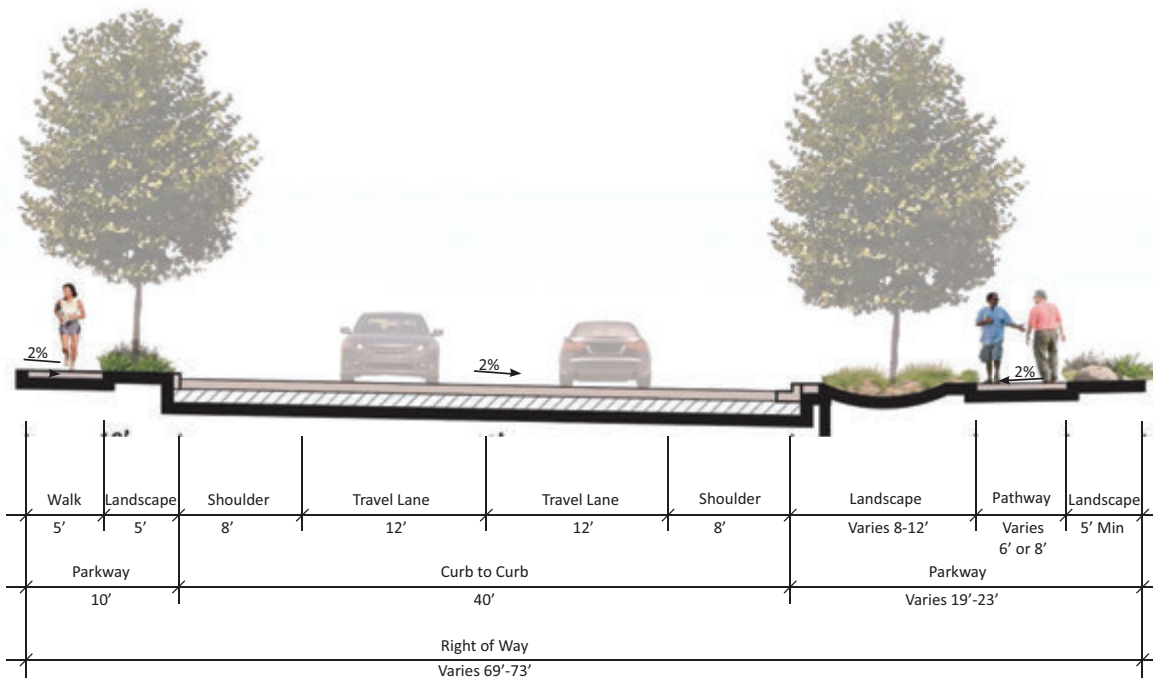 2%
2%
2%
Walk Landscape Shoulder Travel Lane Travel Lane Shoulder Landscape Pathway Landscape
5' 5' 8' 12' 12' 8' Varies 8-12' Varies 5' Min
6' or 8'
Parkway Curb to Curb Parkway
10' 40' Varies 19'-23'
Right of Way
Varies 69'-73'